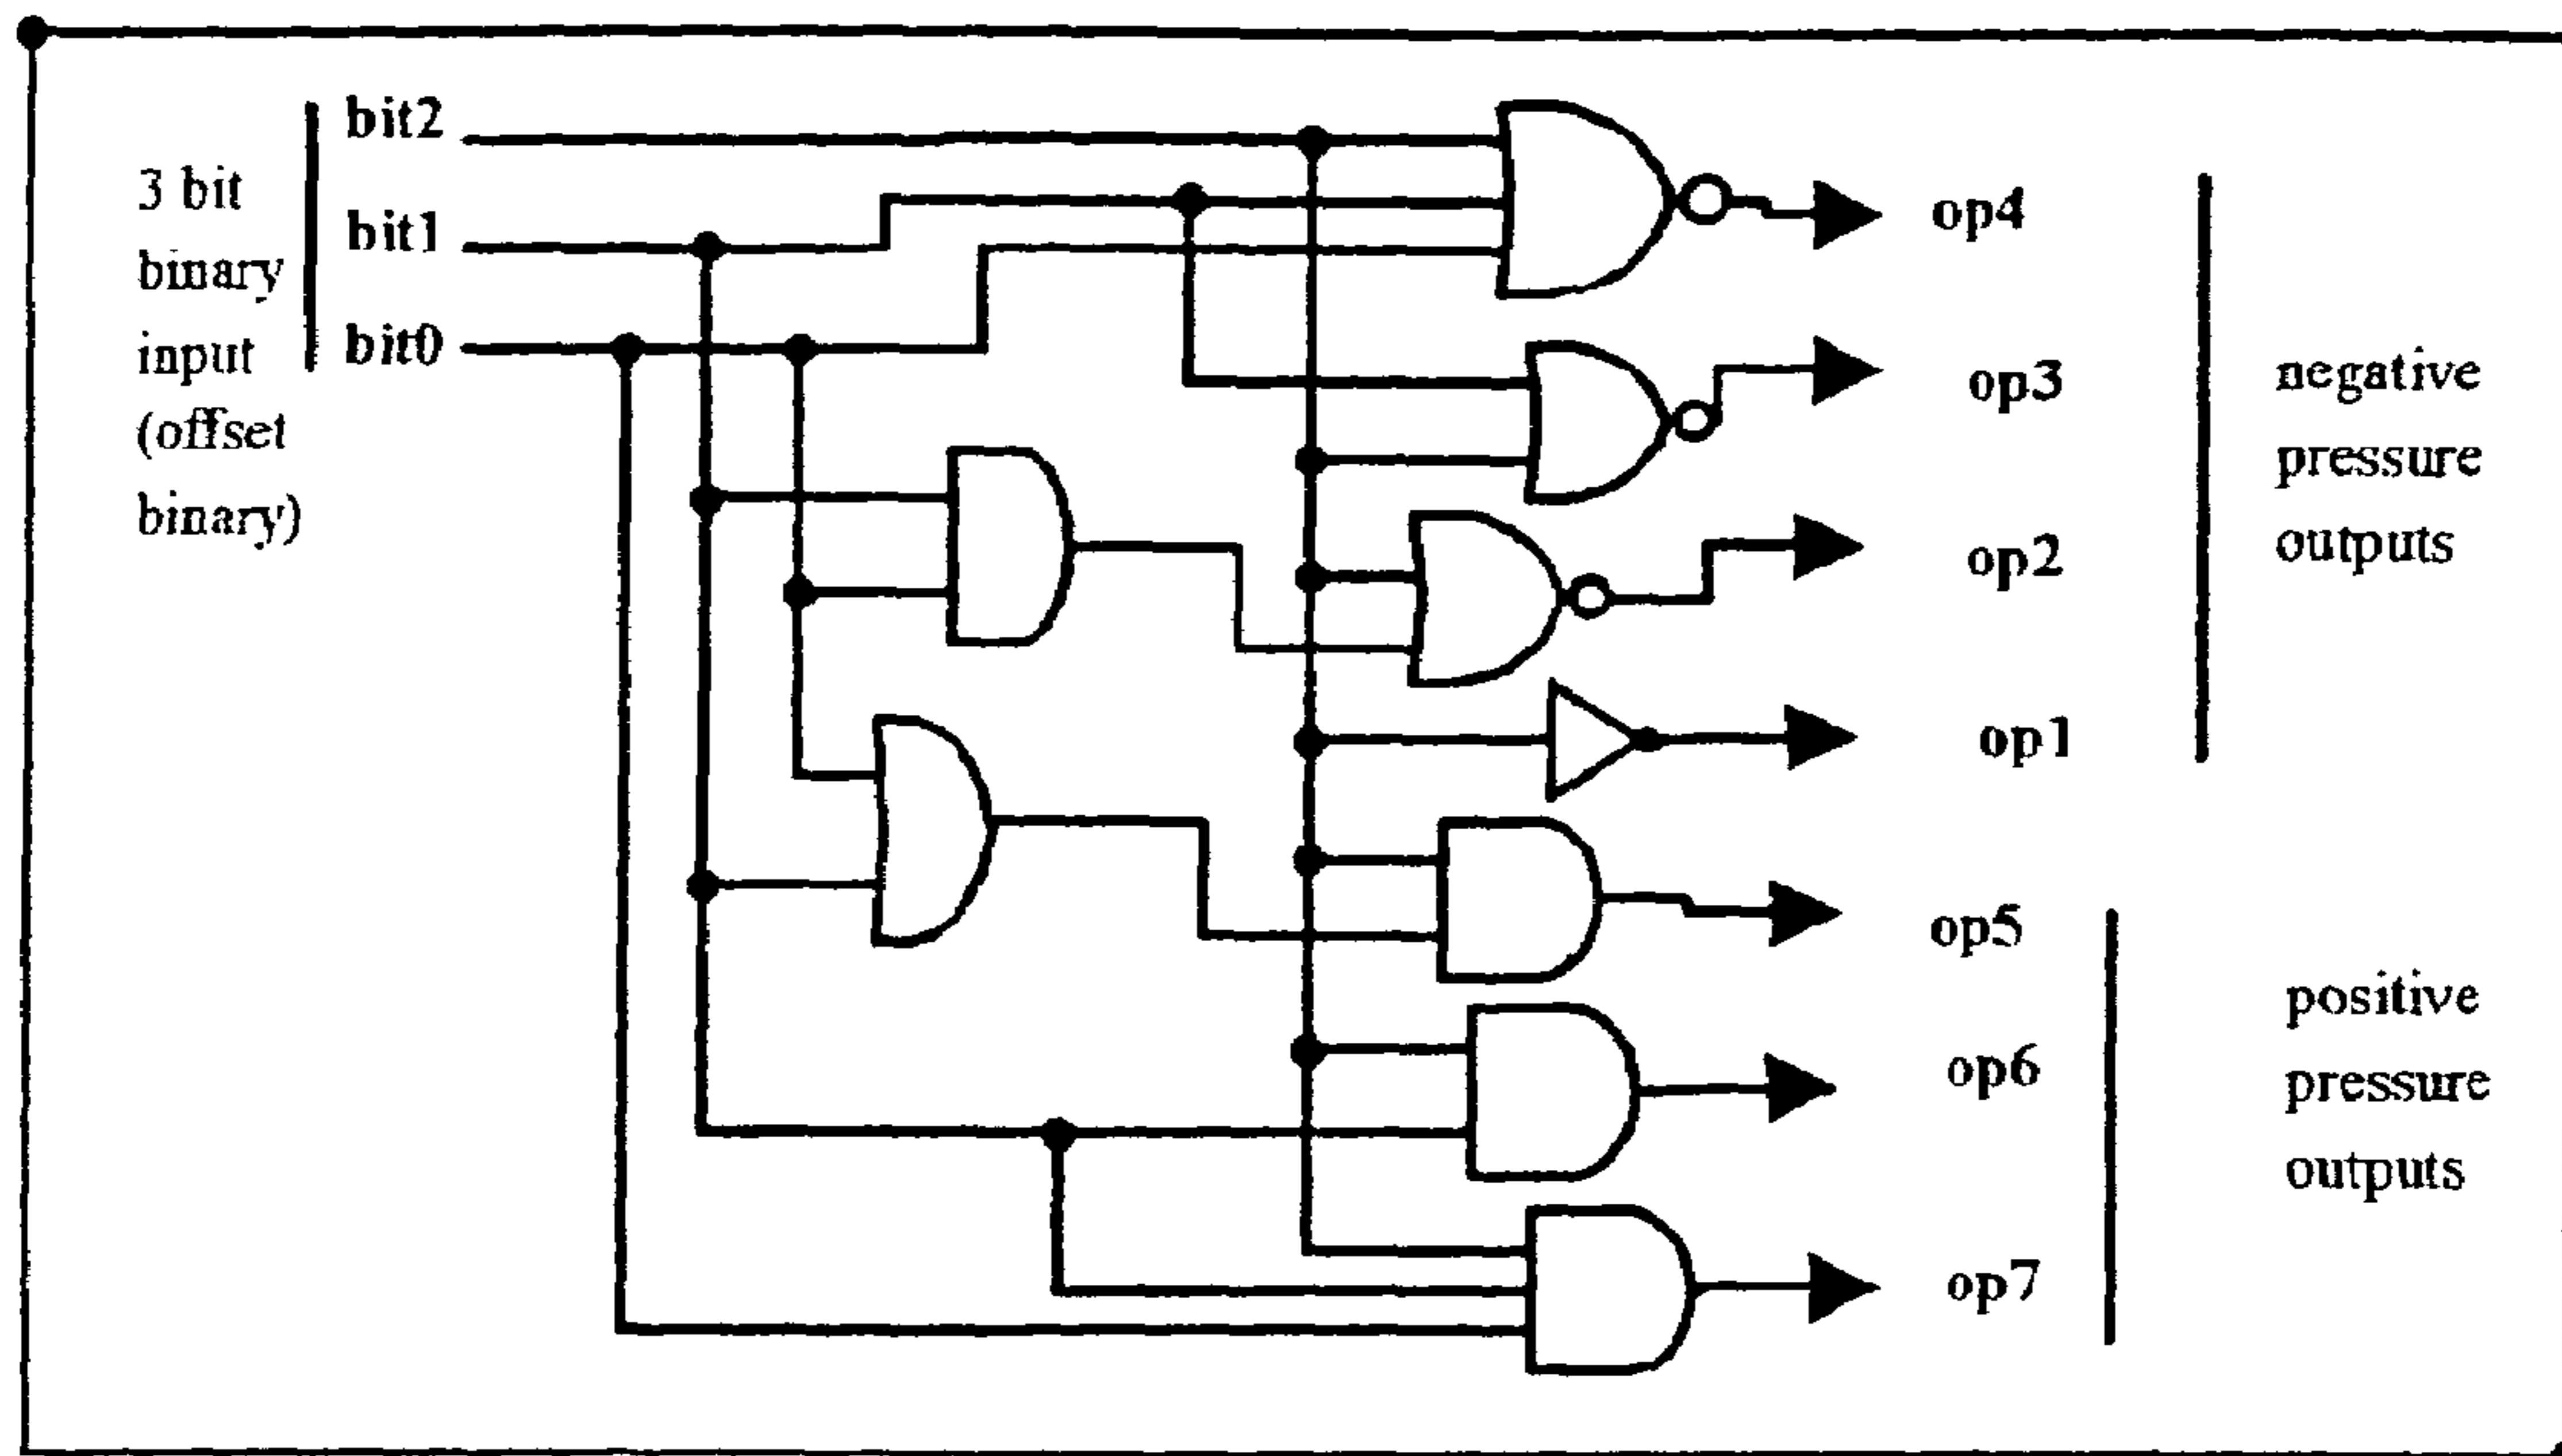 3 bit
binary
input
(offset
binary)
bit2
bit1
bit0
op4
op3
op2
op1
negative
pressure
outputs
op5
op6
op7
positive
pressure
outputs